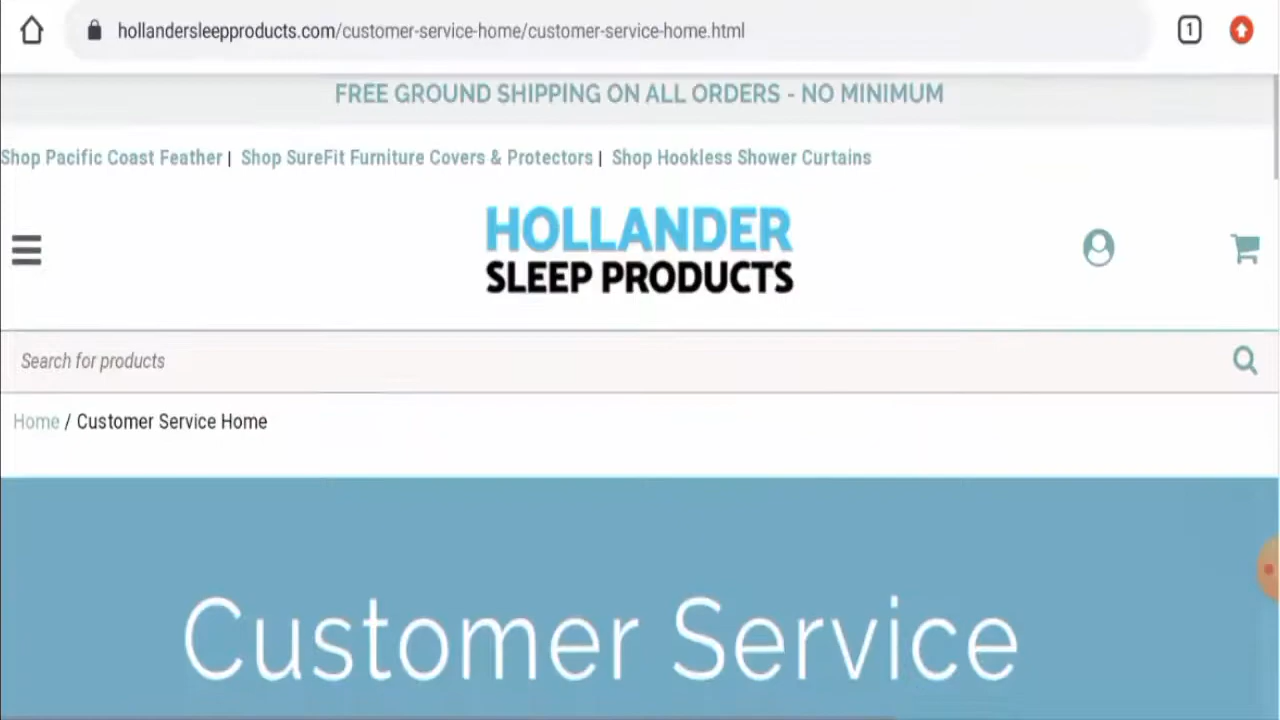 hollandersleepproducts.com/customer-service-home/customer-service-home.html
1
FREE GROUND SHIPPING ON ALL ORDERS - NO MINIMUM
Shop Pacific Coast Feather | Shop SureFit Furniture Covers & Protectors | Shop Hookless Shower Curtains
HOLLANDER
SLEEP PRODUCTS
Search for products
Home / Customer Service Home
Customer Service